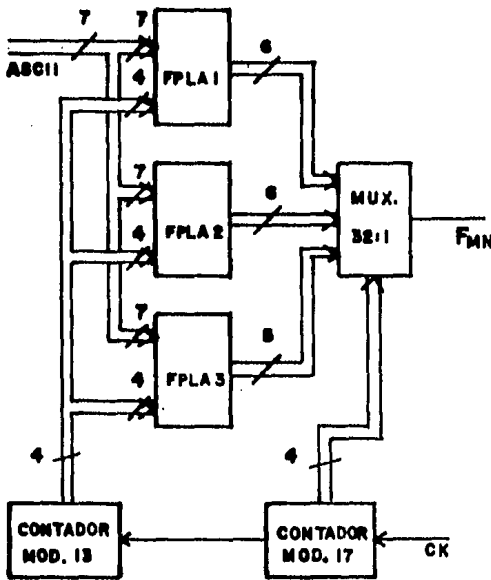 7
7
ASCII
4
FPLA1
6
7
4
FPLA2
6
MUX.
32:1
FMN
7
4
FPLA3
5
4
4
CONTADOR
MOD. 13
CONTADOR
MOD. 17
CK